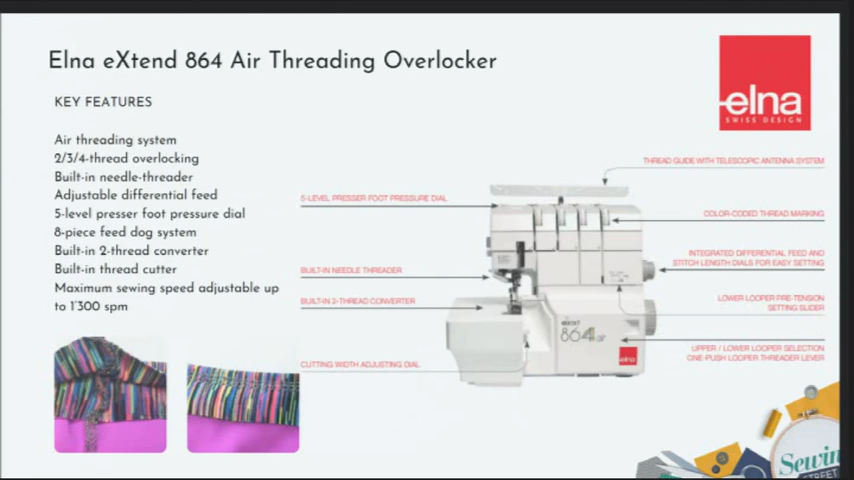 Elna eXtend 864 Air Threading Overlocker
KEY FEATURES
Air threading system
2/3/4-thread overlocking
Built-in needle-threader
Adjustable differential feed
5-level presser foot pressure dial
8-piece feed dog system
Built-in 2-thread converter
Built-in thread cutter
Maximum sewing speed adjustable up
to 1'300 spm
elna
SWISS DESIGN
5-LEVEL PRESSER FOOT PRESSURE DIAL
BUILT-IN NEEDLE THREADER
BUILT-IN 2-THREAD CONVERTER
CUTTING WIDTH ADJUSTING DIAL
THREAD GUIDE WITH TELESCOPIC ANTENNA SYSTEM
COLOR-CODED THREAD MARKING
INTEGRATED DIFFERENTIAL FEED AND
STITCH LENGTH DIALS FOR EASY SETTING
LOWER LOOPER PRE-TENSION
SETTING SLIDER
UPPER / LOWER LOOPER SELECTION
ONE-PUSH LOOPER THREADER LEVER
eXtend
864 air
elna
Sewin
STREET